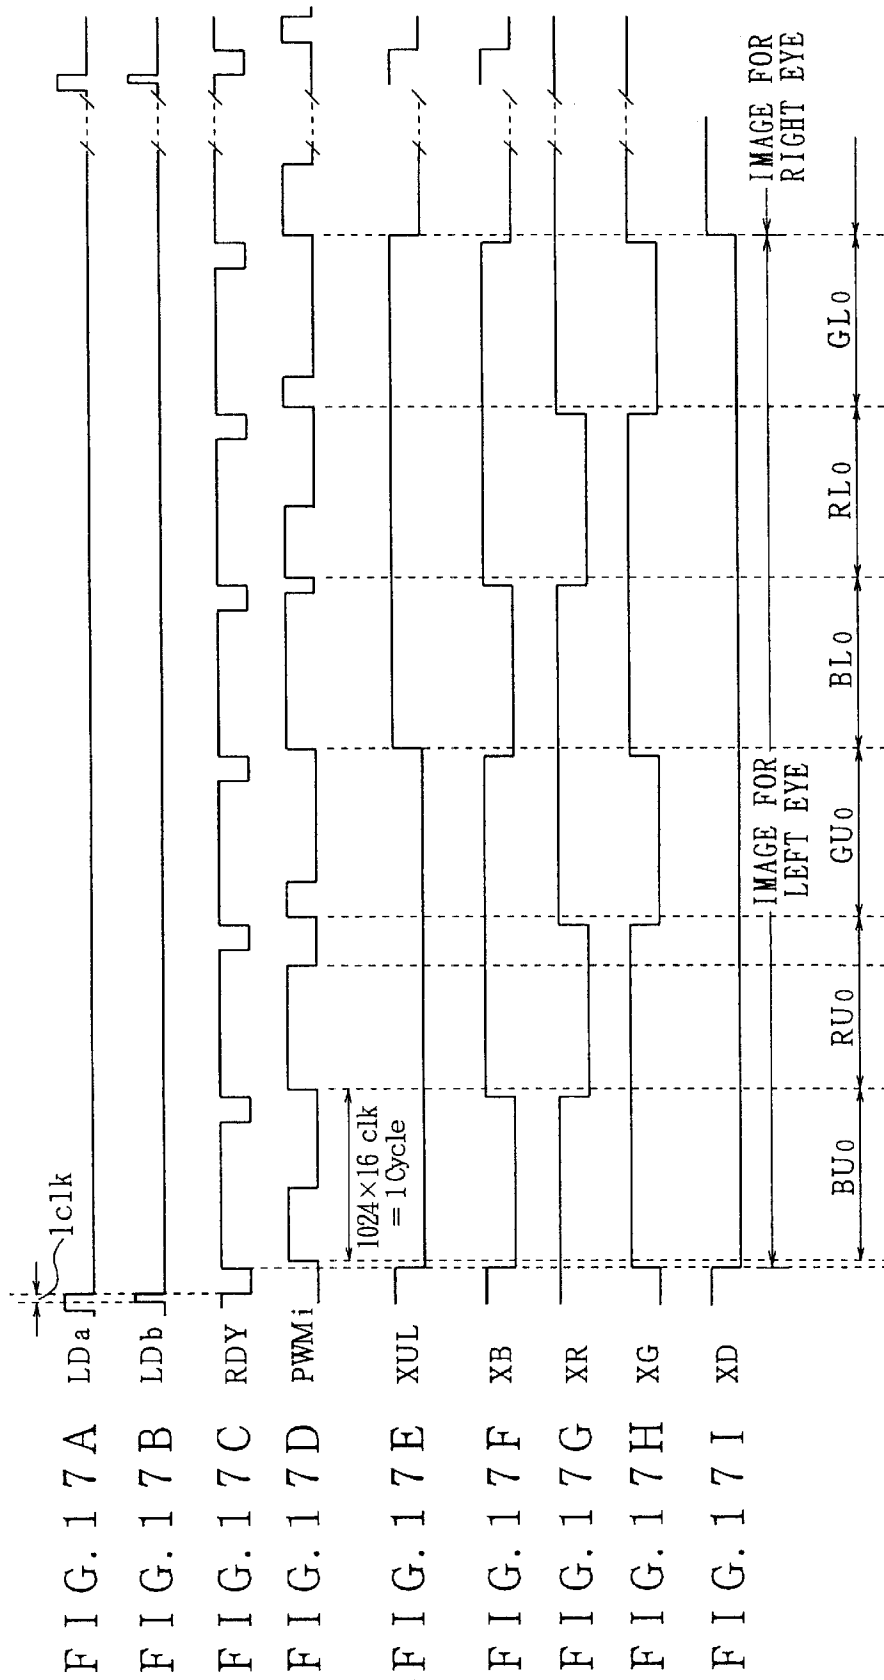 FIG. 17A LDa
1clk
FIG. 17B LDb
FIG. 17C RDY
FIG. 17D PWMi
1024×16 clk
= 1Cycle
FIG. 17E XUL
FIG. 17F XB
FIG. 17G XR
FIG. 17H XG
FIG. 17I XD
IMAGE FOR
LEFT EYE
IMAGE FOR
RIGHT EYE
BU0 RU0 GU0 BL0 RL0 GL0